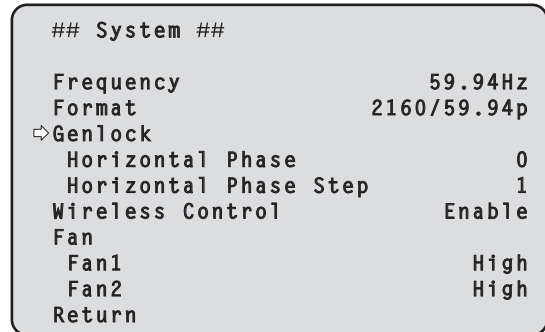 ## System ##
Frequency 59.94Hz
Format 2160/59.94p
⇨Genlock
Horizontal Phase 0
Horizontal Phase Step 1
Wireless Control Enable
Fan
Fan1 High
Fan2 High
Return